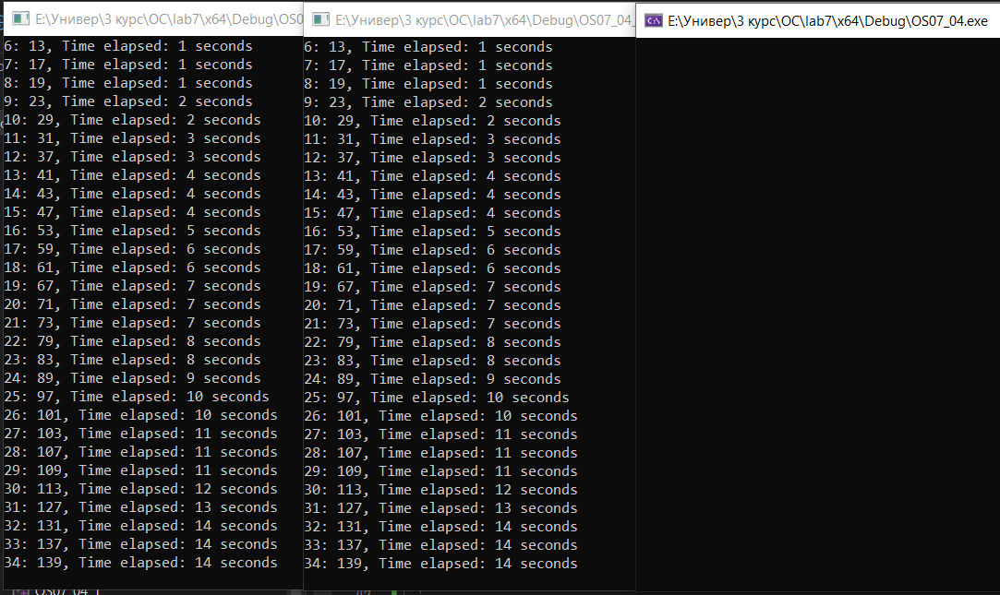 E:\Универ\3 курс\ОС\lab7\x64\Debug\OS0
6: 13, Time elapsed: 1 seconds
7: 17, Time elapsed: 1 seconds
8: 19, Time elapsed: 1 seconds
9: 23, Time elapsed: 2 seconds
10: 29, Time elapsed: 2 seconds
11: 31, Time elapsed: 3 seconds
12: 37, Time elapsed: 3 seconds
13: 41, Time elapsed: 4 seconds
14: 43, Time elapsed: 4 seconds
15: 47, Time elapsed: 4 seconds
16: 53, Time elapsed: 5 seconds
17: 59, Time elapsed: 6 seconds
18: 61, Time elapsed: 6 seconds
19: 67, Time elapsed: 7 seconds
20: 71, Time elapsed: 7 seconds
21: 73, Time elapsed: 7 seconds
22: 79, Time elapsed: 8 seconds
23: 83, Time elapsed: 8 seconds
24: 89, Time elapsed: 9 seconds
25: 97, Time elapsed: 10 seconds
26: 101, Time elapsed: 10 seconds
27: 103, Time elapsed: 11 seconds
28: 107, Time elapsed: 11 seconds
29: 109, Time elapsed: 11 seconds
30: 113, Time elapsed: 12 seconds
31: 127, Time elapsed: 13 seconds
32: 131, Time elapsed: 14 seconds
33: 137, Time elapsed: 14 seconds
34: 139, Time elapsed: 14 seconds
E:\Универ\3 курс\ОС\lab7\x64\Debug\OS07_04_
6: 13, Time elapsed: 1 seconds
7: 17, Time elapsed: 1 seconds
8: 19, Time elapsed: 1 seconds
9: 23, Time elapsed: 2 seconds
10: 29, Time elapsed: 2 seconds
11: 31, Time elapsed: 3 seconds
12: 37, Time elapsed: 3 seconds
13: 41, Time elapsed: 4 seconds
14: 43, Time elapsed: 4 seconds
15: 47, Time elapsed: 4 seconds
16: 53, Time elapsed: 5 seconds
17: 59, Time elapsed: 6 seconds
18: 61, Time elapsed: 6 seconds
19: 67, Time elapsed: 7 seconds
20: 71, Time elapsed: 7 seconds
21: 73, Time elapsed: 7 seconds
22: 79, Time elapsed: 8 seconds
23: 83, Time elapsed: 8 seconds
24: 89, Time elapsed: 9 seconds
25: 97, Time elapsed: 10 seconds
26: 101, Time elapsed: 10 seconds
27: 103, Time elapsed: 11 seconds
28: 107, Time elapsed: 11 seconds
29: 109, Time elapsed: 11 seconds
30: 113, Time elapsed: 12 seconds
31: 127, Time elapsed: 13 seconds
32: 131, Time elapsed: 14 seconds
33: 137, Time elapsed: 14 seconds
34: 139, Time elapsed: 14 seconds
E:\Универ\3 курс\ОС\lab7\x64\Debug\OS07_04.exe